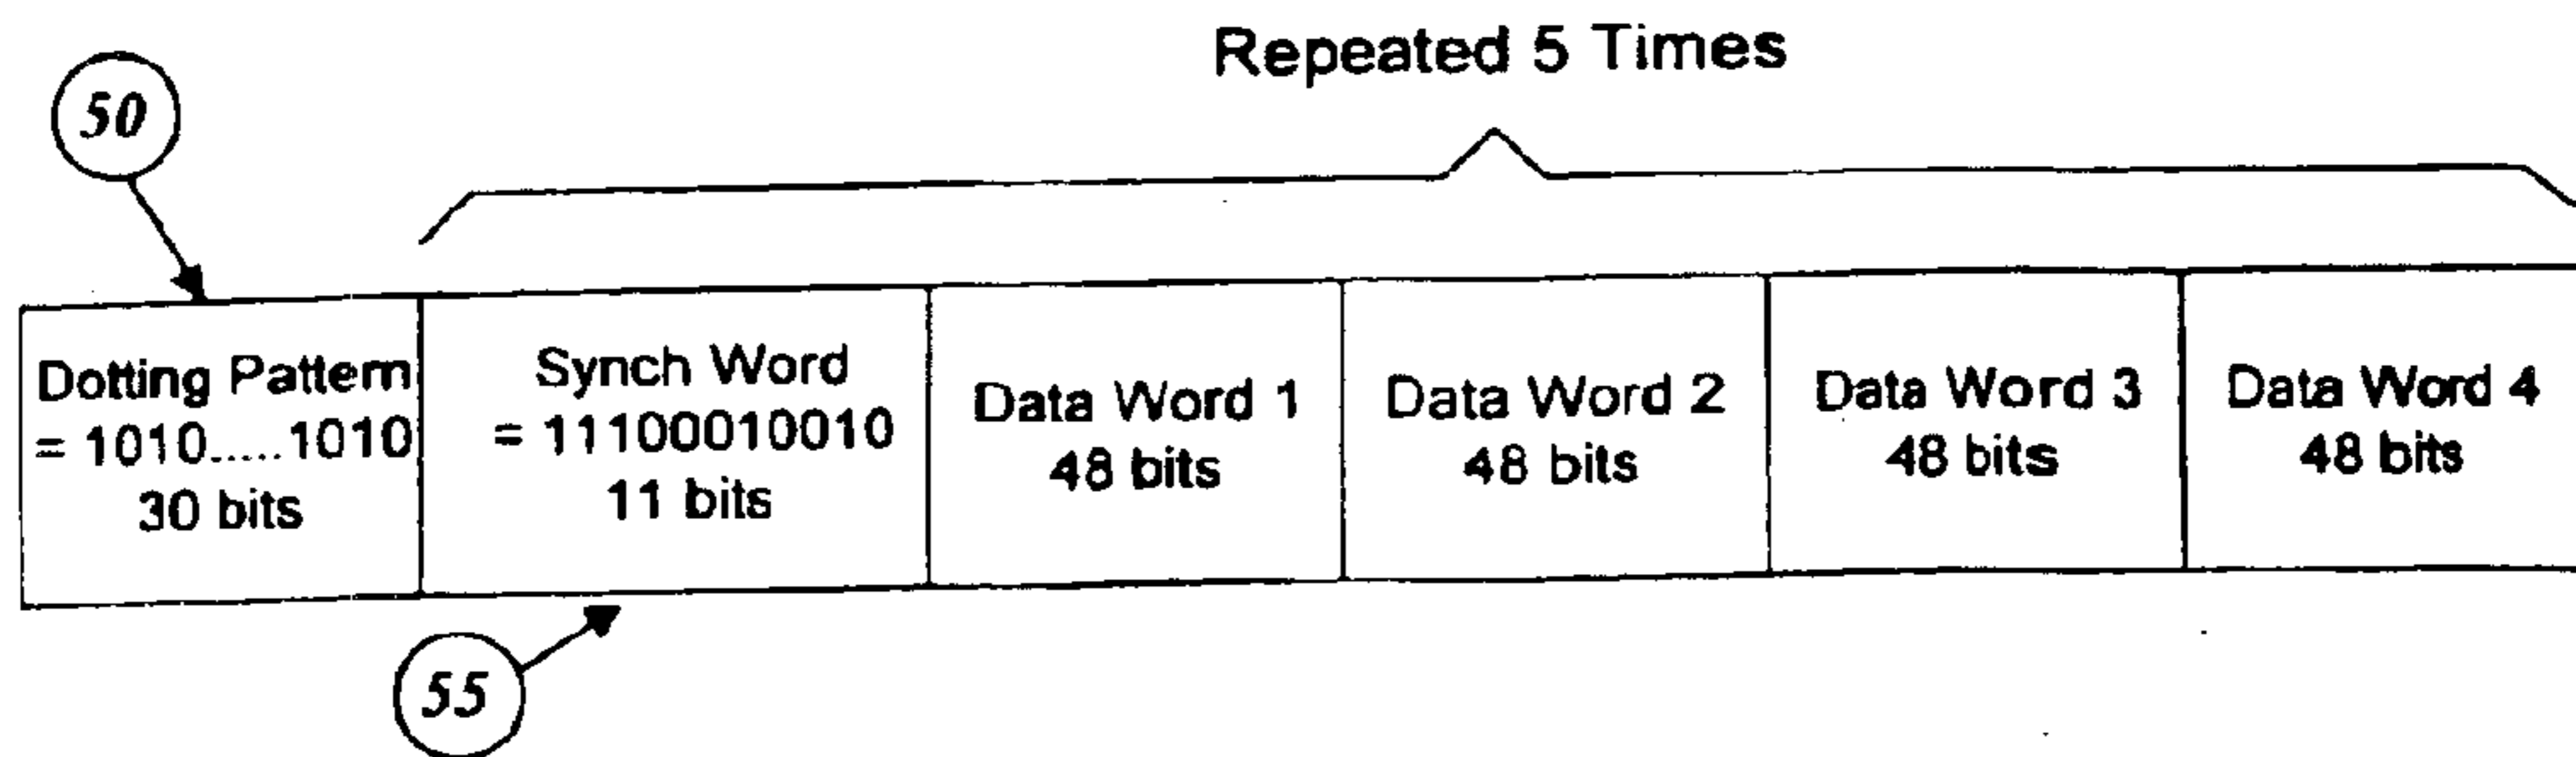 Repeated 5 Times
50
Dotting Pattern
= 1010.....1010
30 bits
Synch Word
= 11100010010
11 bits
Data Word 1
48 bits
Data Word 2
48 bits
Data Word 3
48 bits
Data Word 4
48 bits
55